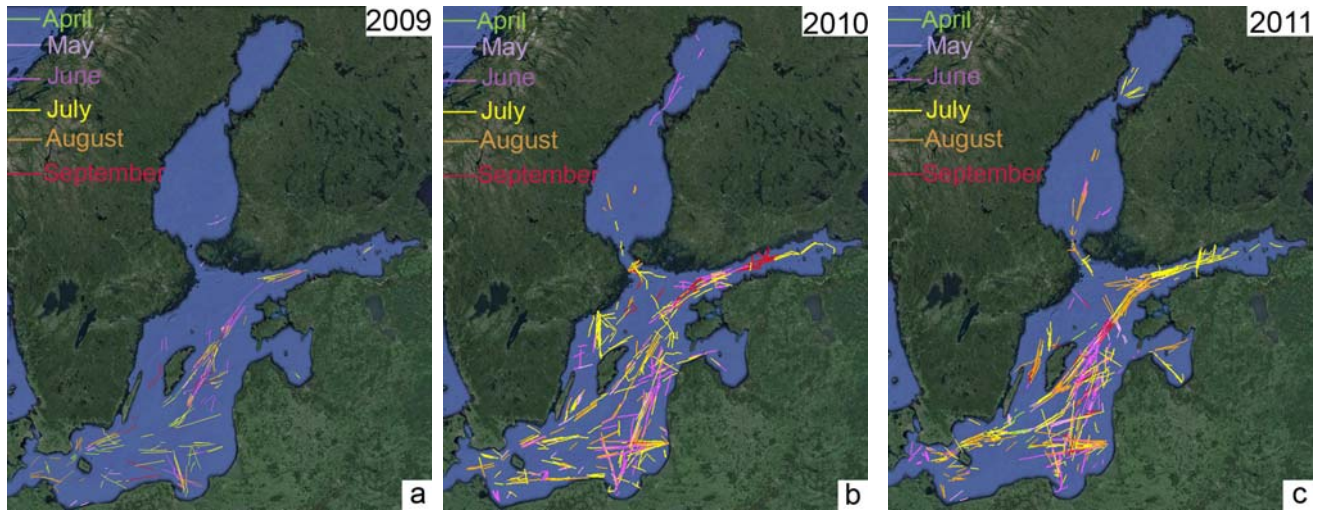 2009
April
May
June
July
August
September
a
2010
April
May
June
July
August
September
b
2011
April
May
June
July
August
September
c